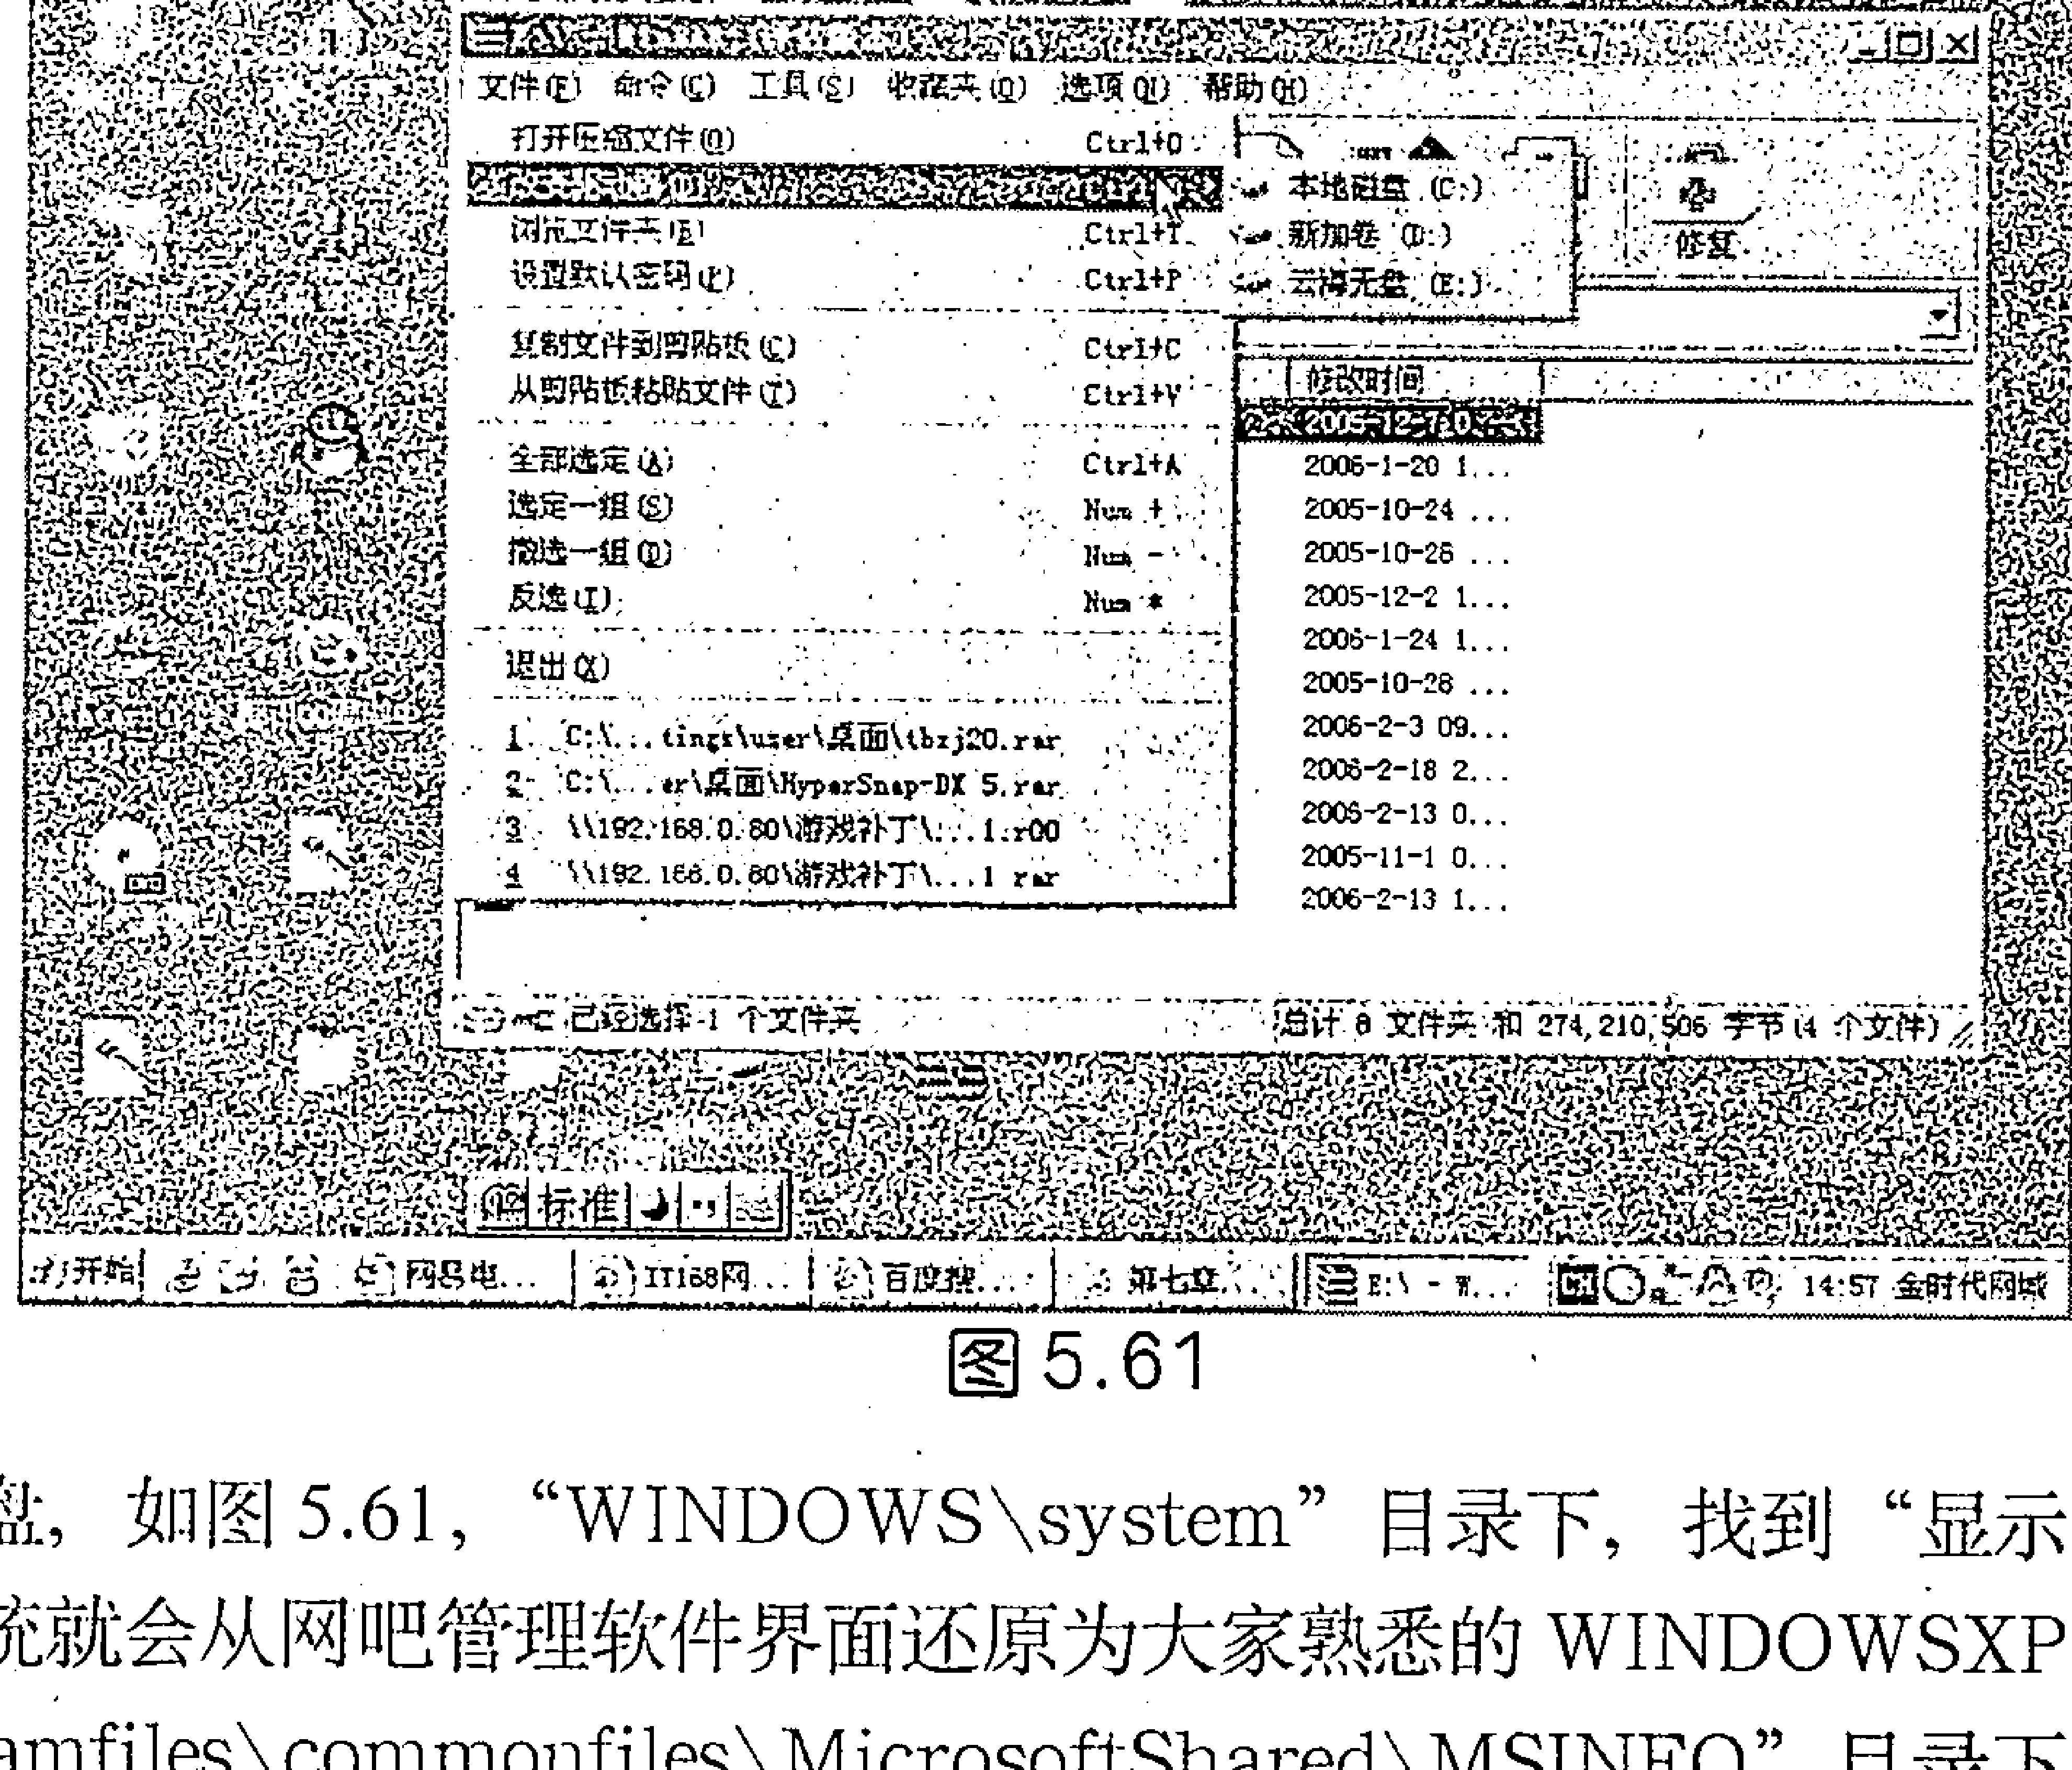 文件(F) 命令(C) 工具(S) 收藏夹(O) 选项(N) 帮助(H)
打开压缩文件(O) Ctrl+O
浏览文件夹(B) Ctrl+T
设置默认密码(P) Ctrl+P
复制文件到剪贴板(C) Ctrl+C
从剪贴板粘贴文件(T) Ctrl+V
全部选定(A) Ctrl+A
选定一组(S) Num +
撤选一组(D) Num -
反选(I) Num *
退出(X)
1 C:\...tings\user\桌面\tbzj20.rar
2 C:\...er\桌面\HyperSnap-DX 5.rar
3 \\192.168.0.80\游戏补丁\...1.r00
4 \\192.168.0.80\游戏补丁\...1.rar
本地磁盘 (C:)
新加卷 (D:)
云海无盘 (E:)
修复
修改时间
2006-1-20 1...
2005-10-24 ...
2005-10-28 ...
2005-12-2 1...
2006-1-24 1...
2005-10-28 ...
2006-2-3 09...
2006-2-18 2...
2006-2-13 0...
2005-11-1 0...
2006-2-13 1...
已经选择 1 个文件夹
总计 8 文件夹 和 274,210,506 字节(4 个文件)
标准
开始 网吧电... IT168网... 百度搜... 第七章... E:\ - W... CH 14:57 金时代网城
图 5.61
盘，如图 5.61，“WINDOWS\system”目录下，找到“显示
统就会从网吧管理软件界面还原为大家熟悉的 WINDOWSXP
amfiles\commonfiles\MicrosoftShared\MSINFO”目录下